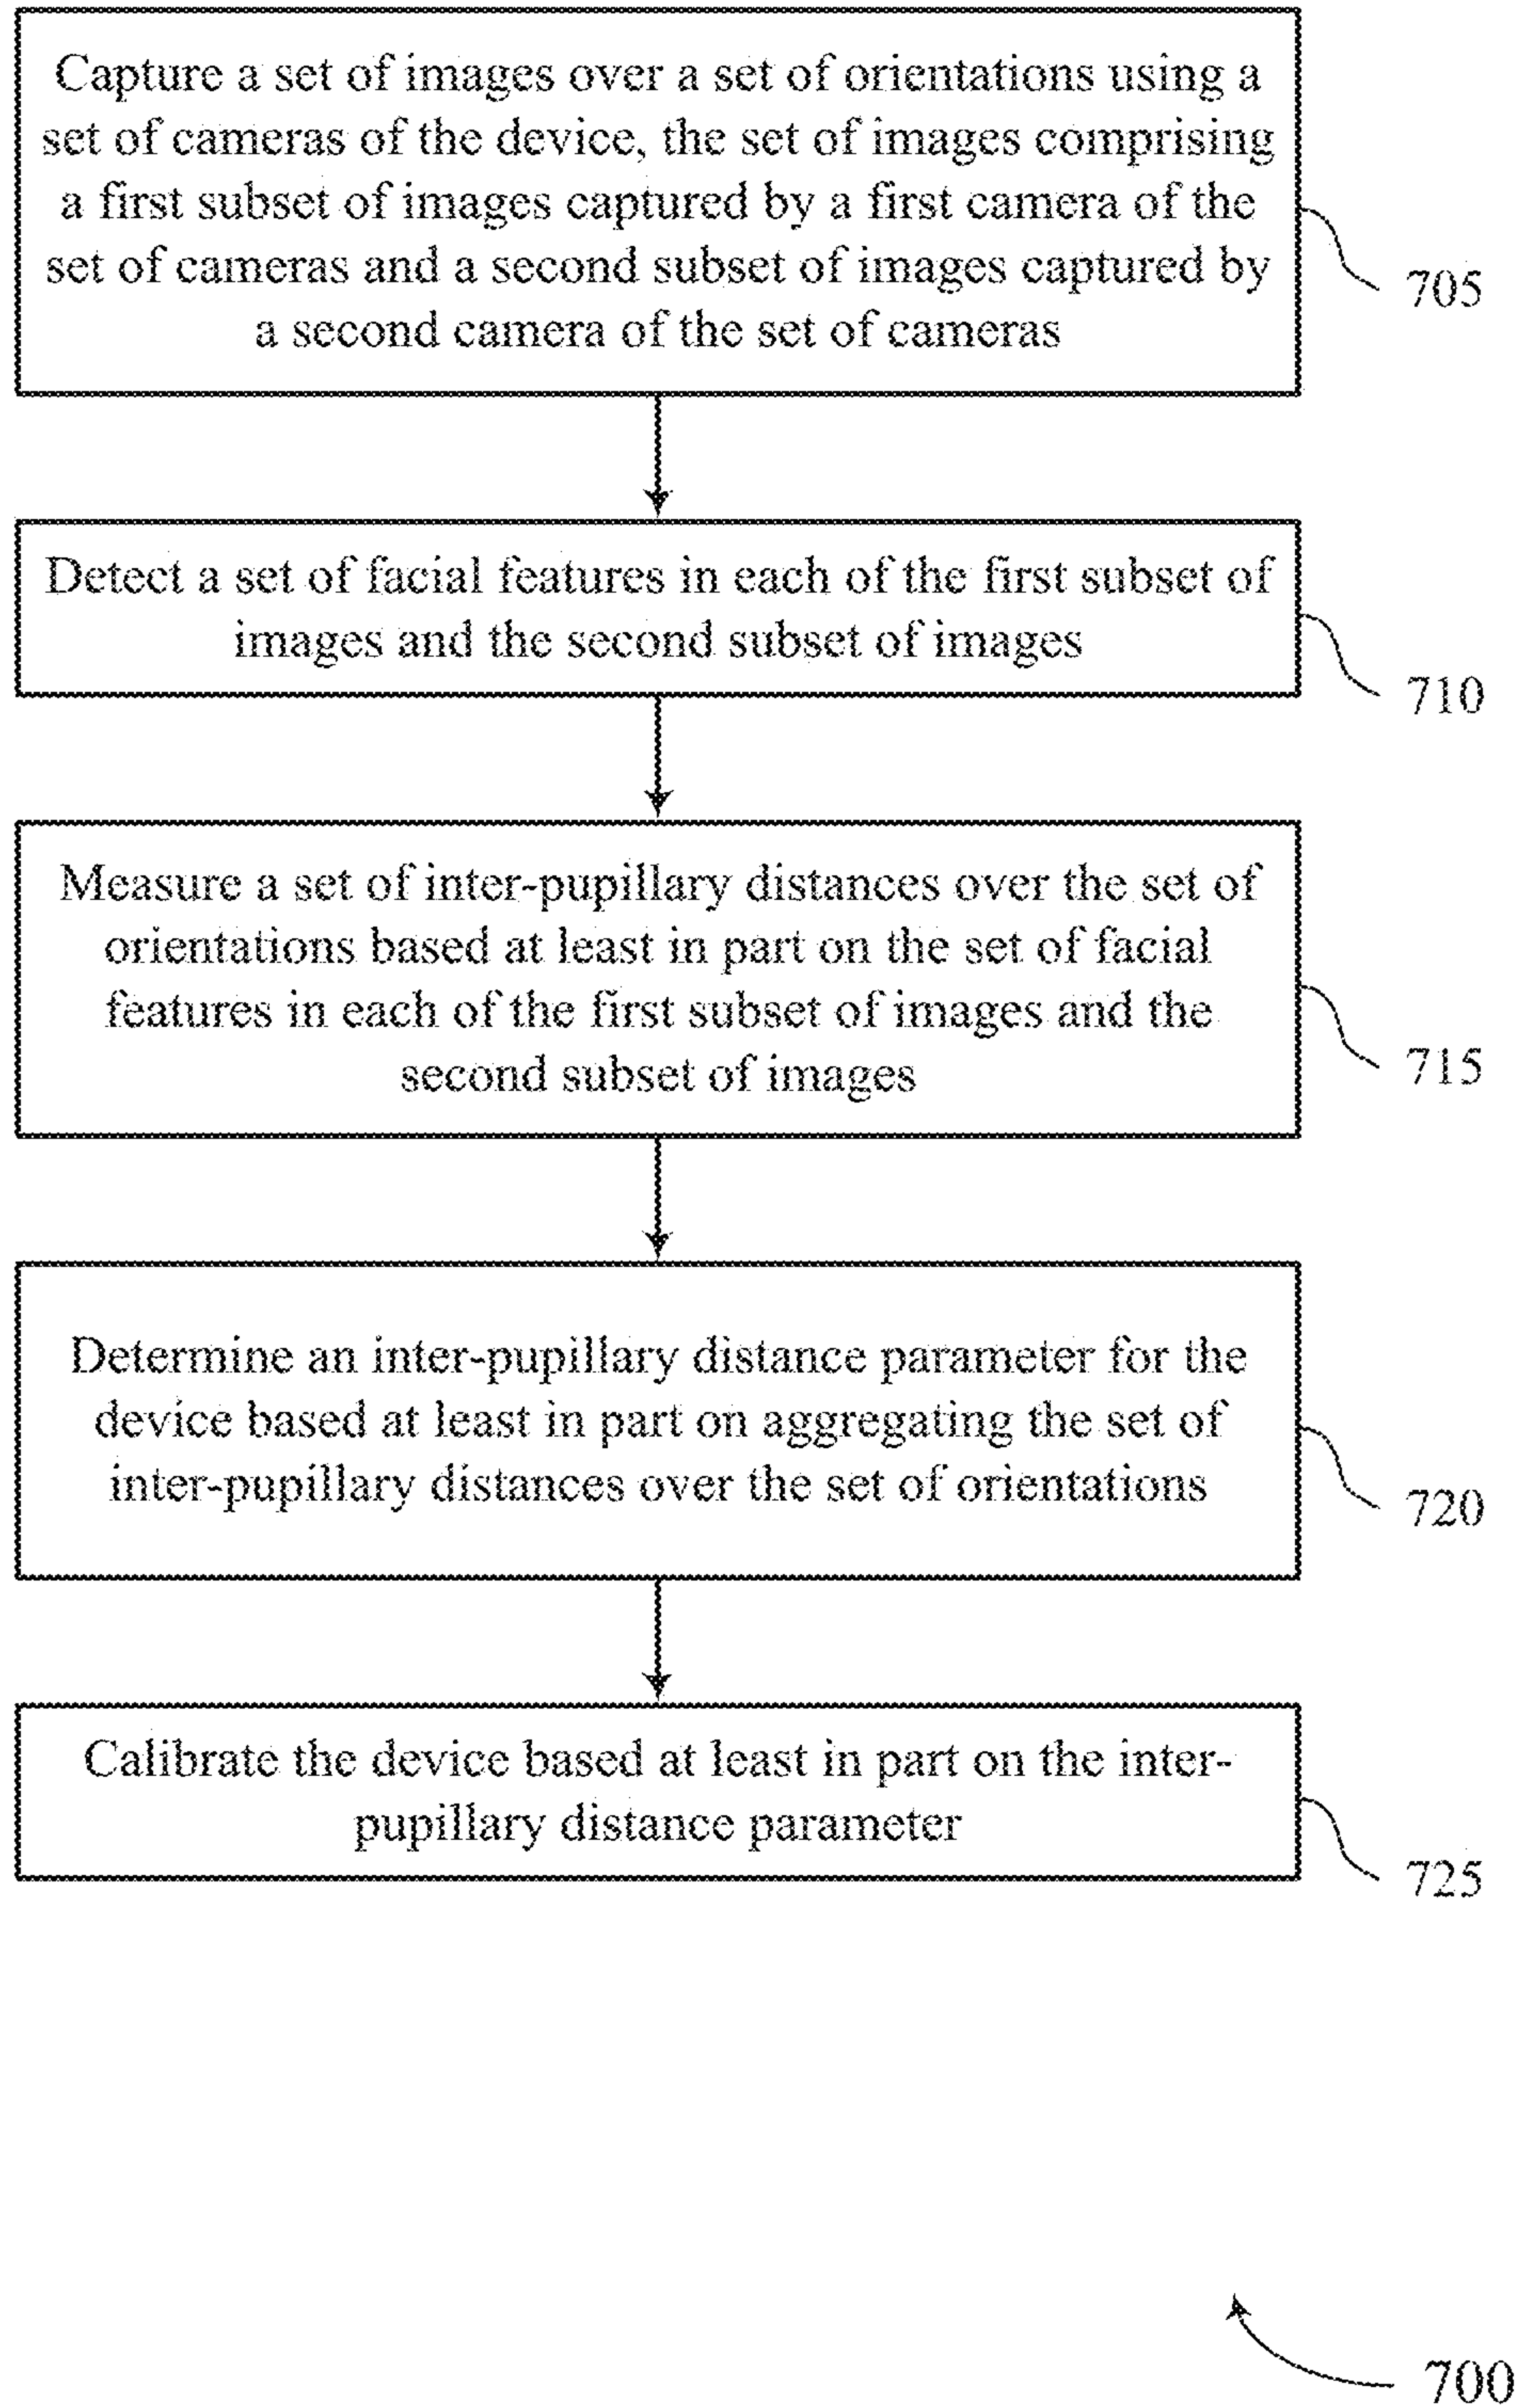 Capture a set of images over a set of orientations using a
set of cameras of the device, the set of images comprising
a first subset of images captured by a first camera of the
set of cameras and a second subset of images captured by
a second camera of the set of cameras
705
Detect a set of facial features in each of the first subset of
images and the second subset of images
710
Measure a set of inter-pupillary distances over the set of
orientations based at least in part on the set of facial
features in each of the first subset of images and the
second subset of images
715
Determine an inter-pupillary distance parameter for the
device based at least in part on aggregating the set of
inter-pupillary distances over the set of orientations
720
Calibrate the device based at least in part on the inter-
pupillary distance parameter
725
700